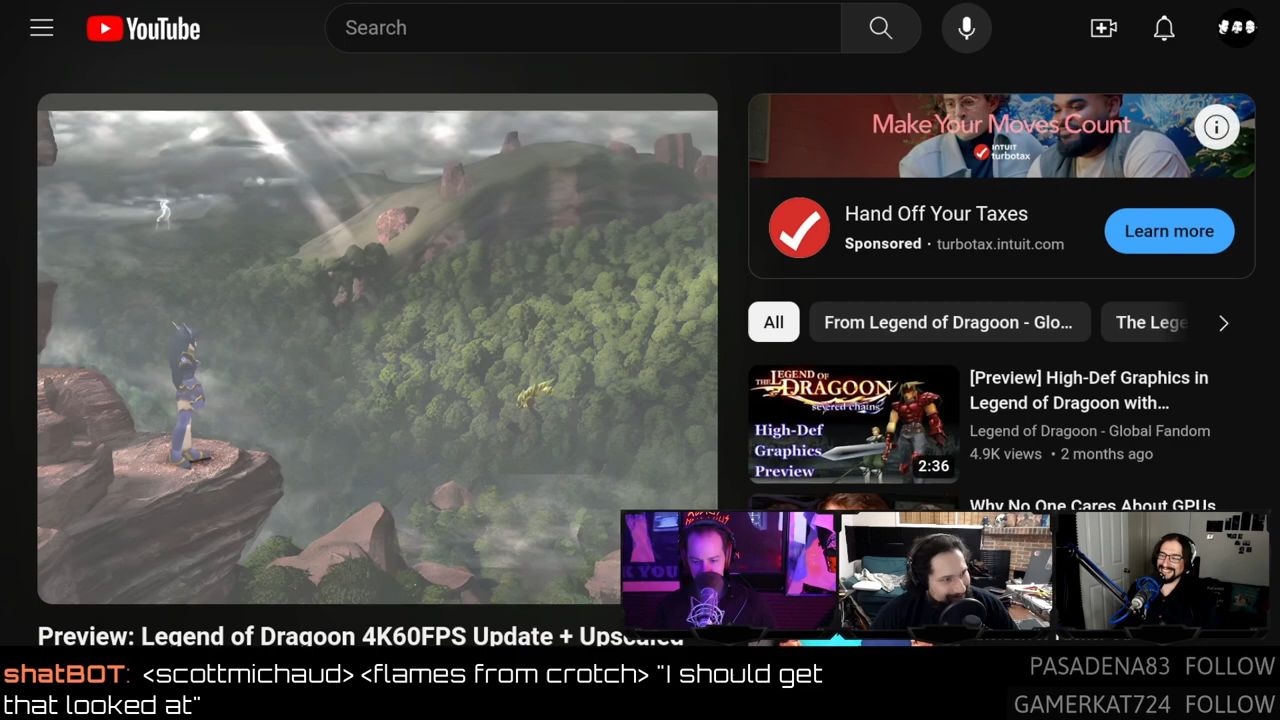 YouTube
Search
Make Your Moves Count
INTUIT
turbotax
Hand Off Your Taxes
Sponsored · turbotax.intuit.com
Learn more
All
From Legend of Dragoon - Glo...
The Lege
THE LEGEND OF
DRAGOON
severed chains
High-Def
Graphics
Preview
2:36
[Preview] High-Def Graphics in
Legend of Dragoon with...
Legend of Dragoon - Global Fandom
4.9K views • 2 months ago
Why No One Cares About GPUs
K YOU
Preview: Legend of Dragoon 4K60FPS Update + Upscaled
shatBOT: <scottmichaud> <flames from crotch> "I should get
that looked at"
PASADENA83 FOLLOW
GAMERKAT724 FOLLOW